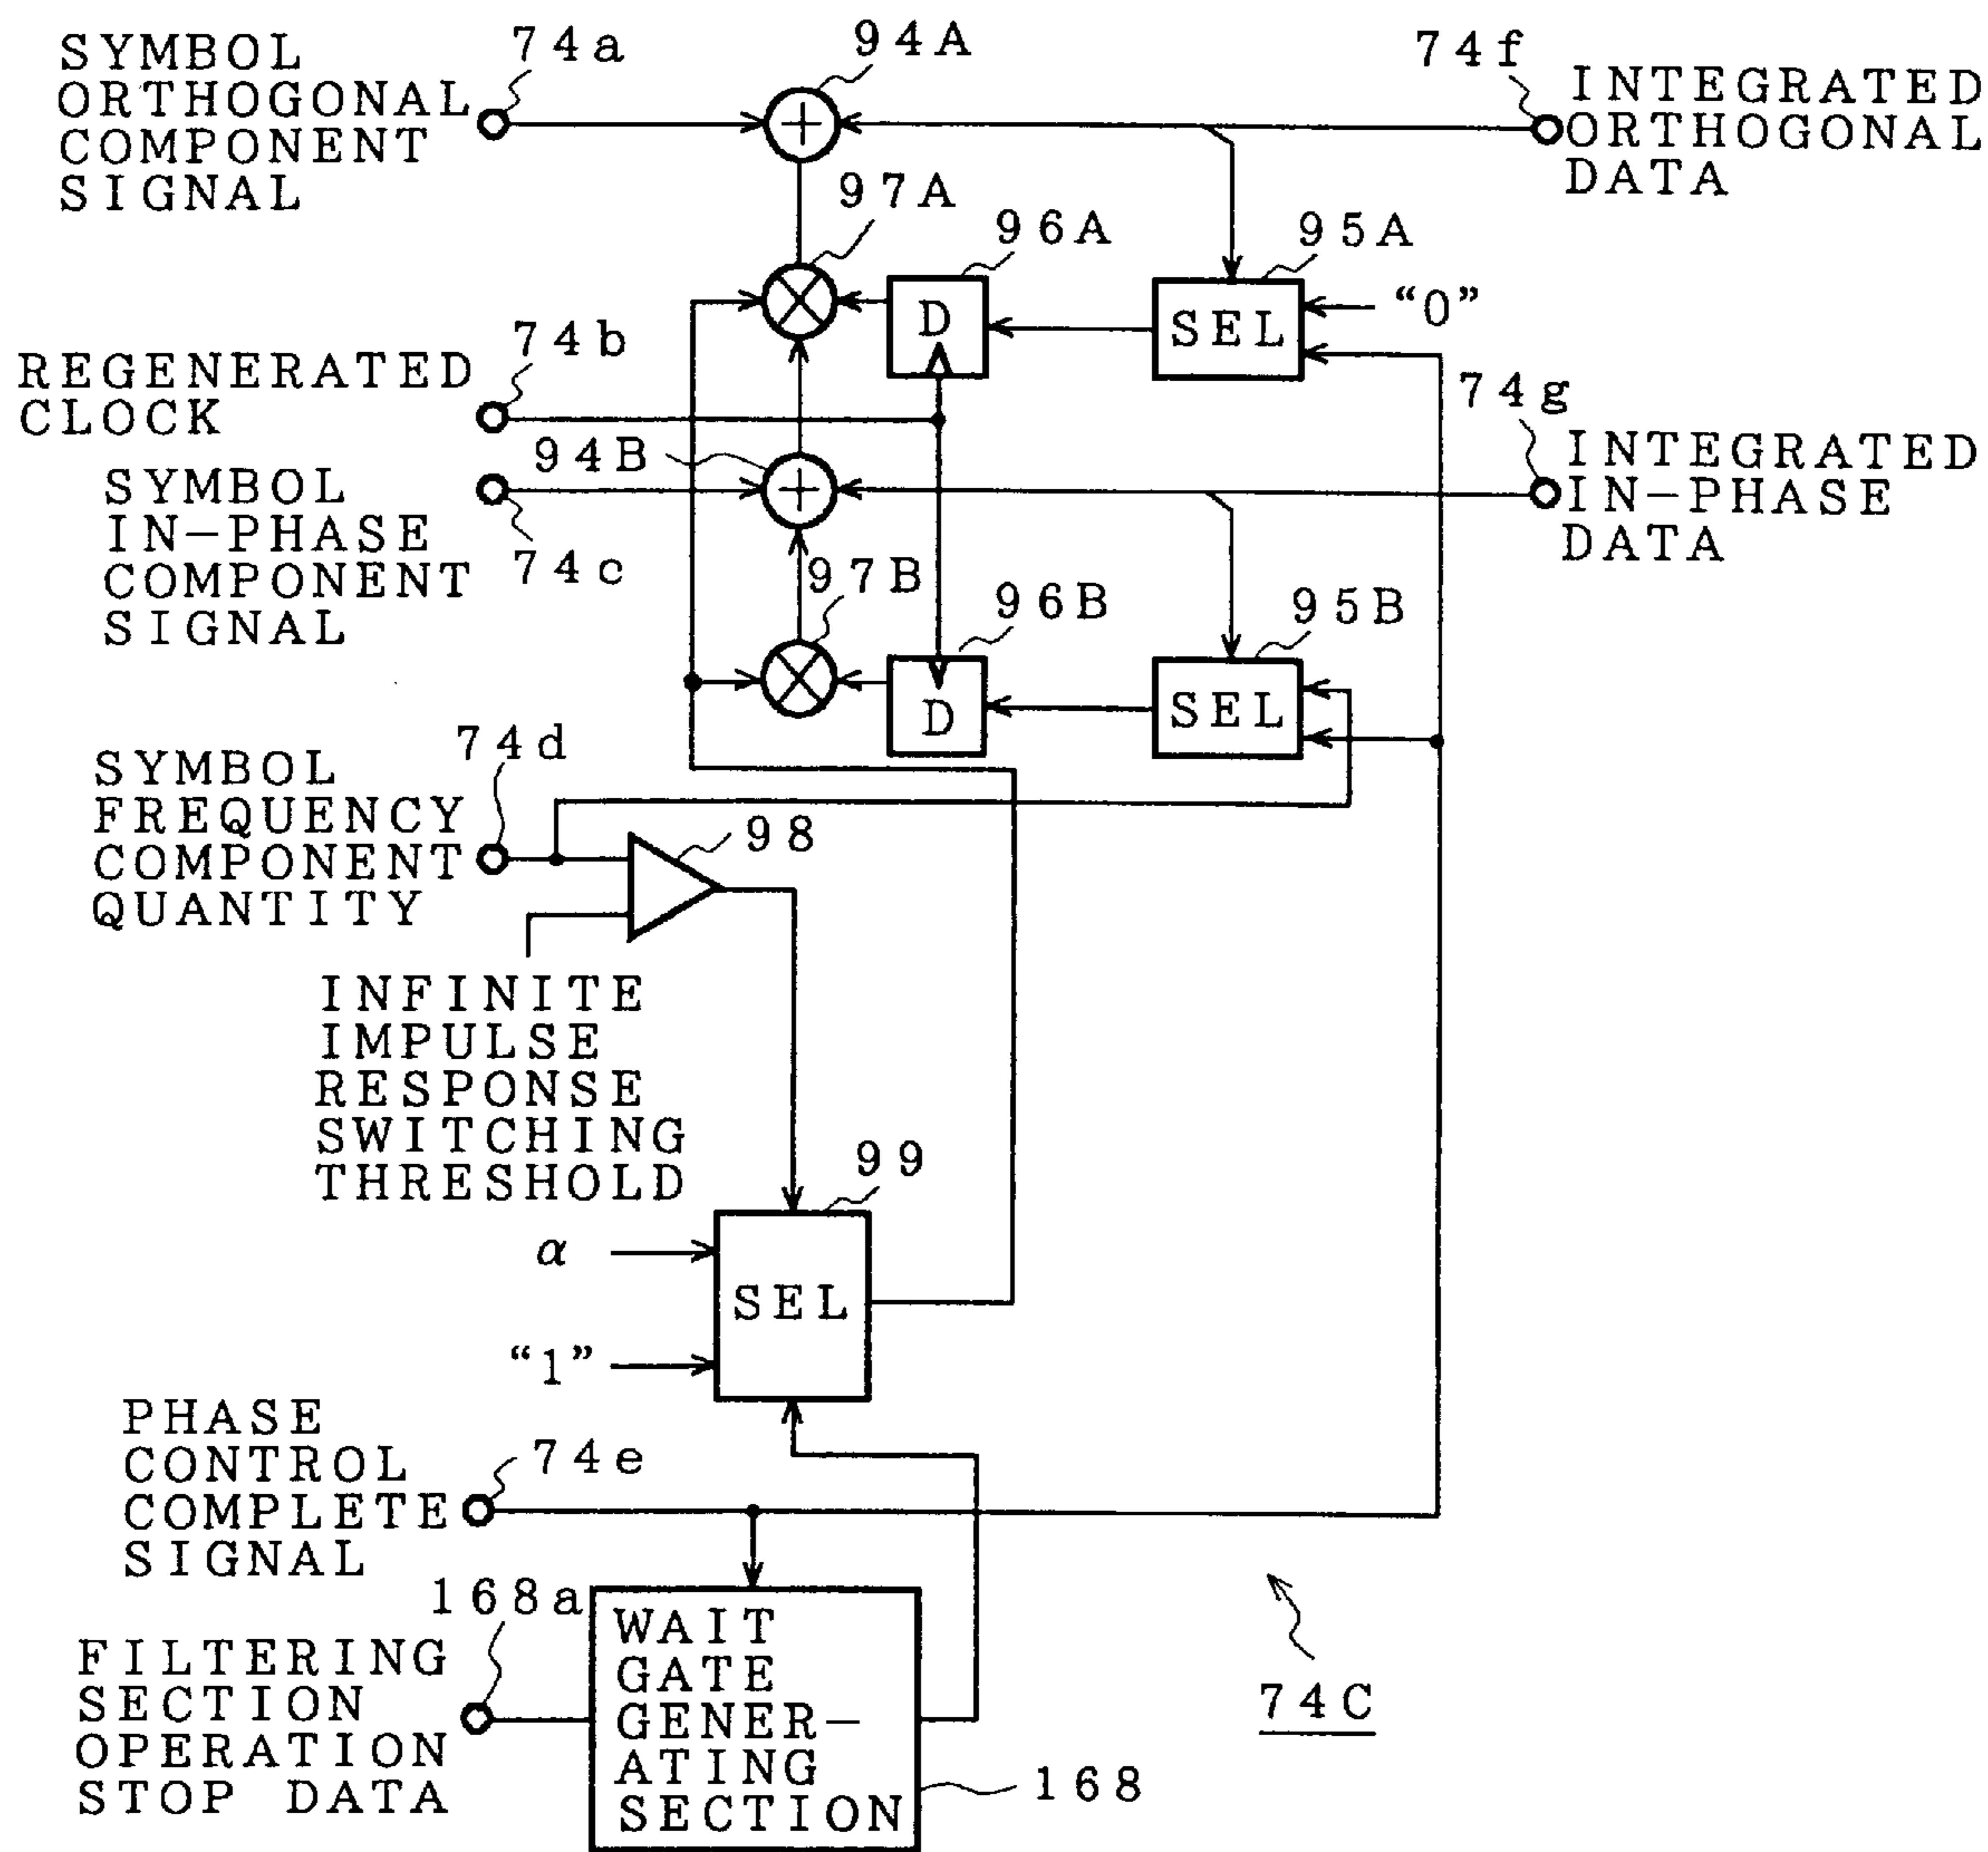 SYMBOL
ORTHOGONAL
COMPONENT
SIGNAL
74a
94A
74f
INTEGRATED
ORTHOGONAL
DATA
97A
96A
95A
D
SEL
"0"
REGENERATED
CLOCK
74b
74g
INTEGRATED
IN-PHASE
DATA
94B
SYMBOL
IN-PHASE
COMPONENT
SIGNAL
74c
97B
96B
95B
D
SEL
SYMBOL
FREQUENCY
COMPONENT
QUANTITY
74d
98
INFINITE
IMPULSE
RESPONSE
SWITCHING
THRESHOLD
99
α
SEL
"1"
PHASE
CONTROL
COMPLETE
SIGNAL
74e
168a
FILTERING
SECTION
OPERATION
STOP DATA
WAIT
GATE
GENER-
ATING
SECTION
168
74C